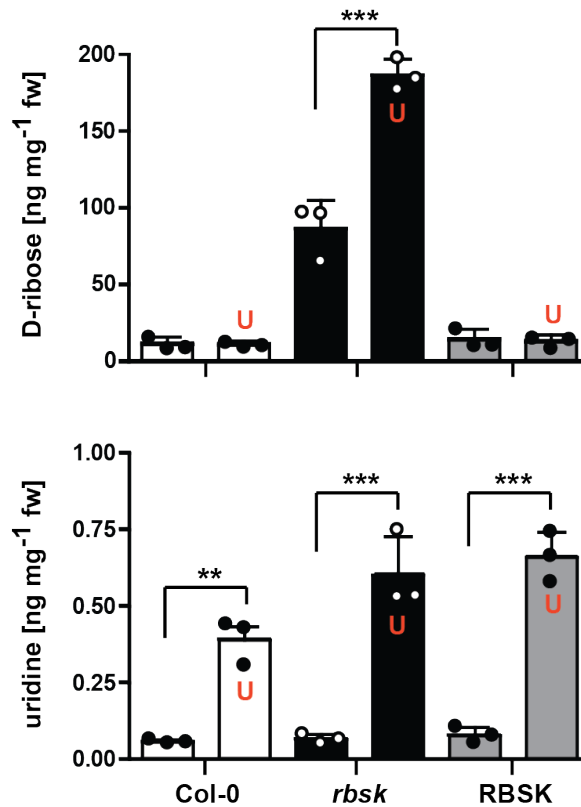 ***
200
150
100
50
0
D-ribose [ng mg⁻¹ fw]
U
U
U
1.00
0.75
0.50
0.25
0.00
uridine [ng mg⁻¹ fw]
**
***
***
U
U
U
Col-0
rbsk
RBSK